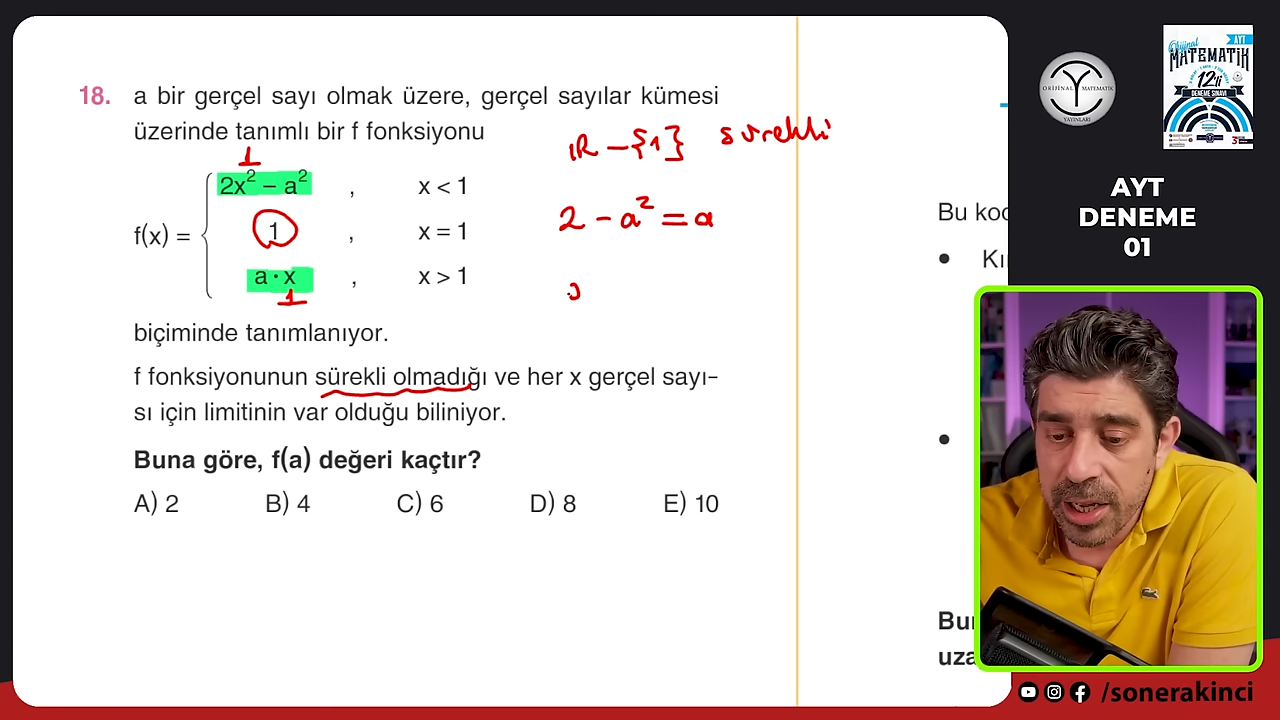 18. a bir gerçel sayı olmak üzere, gerçel sayılar kümesi
üzerinde tanımlı bir f fonksiyonu
ℝ - {1} sürekli
1
2x² – a² , x < 1
2 - a² = a
f(x) = 1 , x = 1
a · x , x > 1
1
biçiminde tanımlanıyor.
f fonksiyonunun sürekli olmadığı ve her x gerçel sayı-
sı için limitinin var olduğu biliniyor.
Buna göre, f(a) değeri kaçtır?
A) 2 B) 4 C) 6 D) 8 E) 10
Bu
Bu
uza
ORİJİNAL MATEMATİK
YAYINLARI
Orijinal
AYT
MATEMATİK
12'li
DENEME SINAVI
AYT
DENEME
01
/sonerakinci